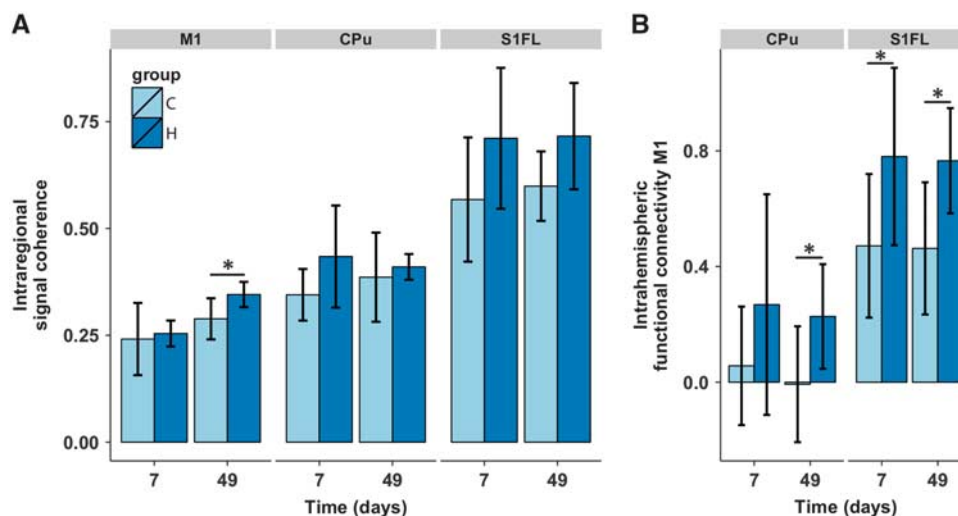 A
M1 CPu S1FL
group
C
H
*
0.75
0.50
0.25
0.00
Intraregional
signal coherence
7 49 7 49 7 49
Time (days)
B
CPu S1FL
* * *
0.8
0.4
0.0
Intrahemispheric
functional connectivity M1
7 49 7 49
Time (days)